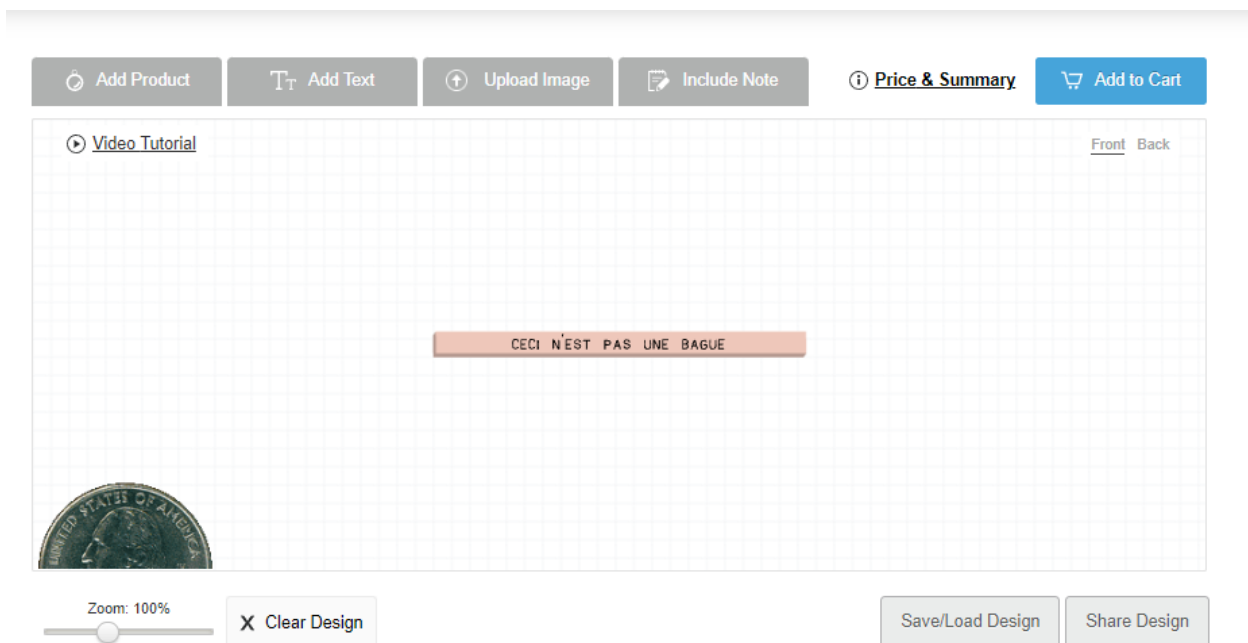 Add Product
Add Text
Upload Image
Include Note
Price & Summary
Add to Cart
Video Tutorial
Front Back
CECI N'EST PAS UNE BAGUE
UNITED STATES OF AMERICA
Zoom: 100%
X Clear Design
Save/Load Design
Share Design